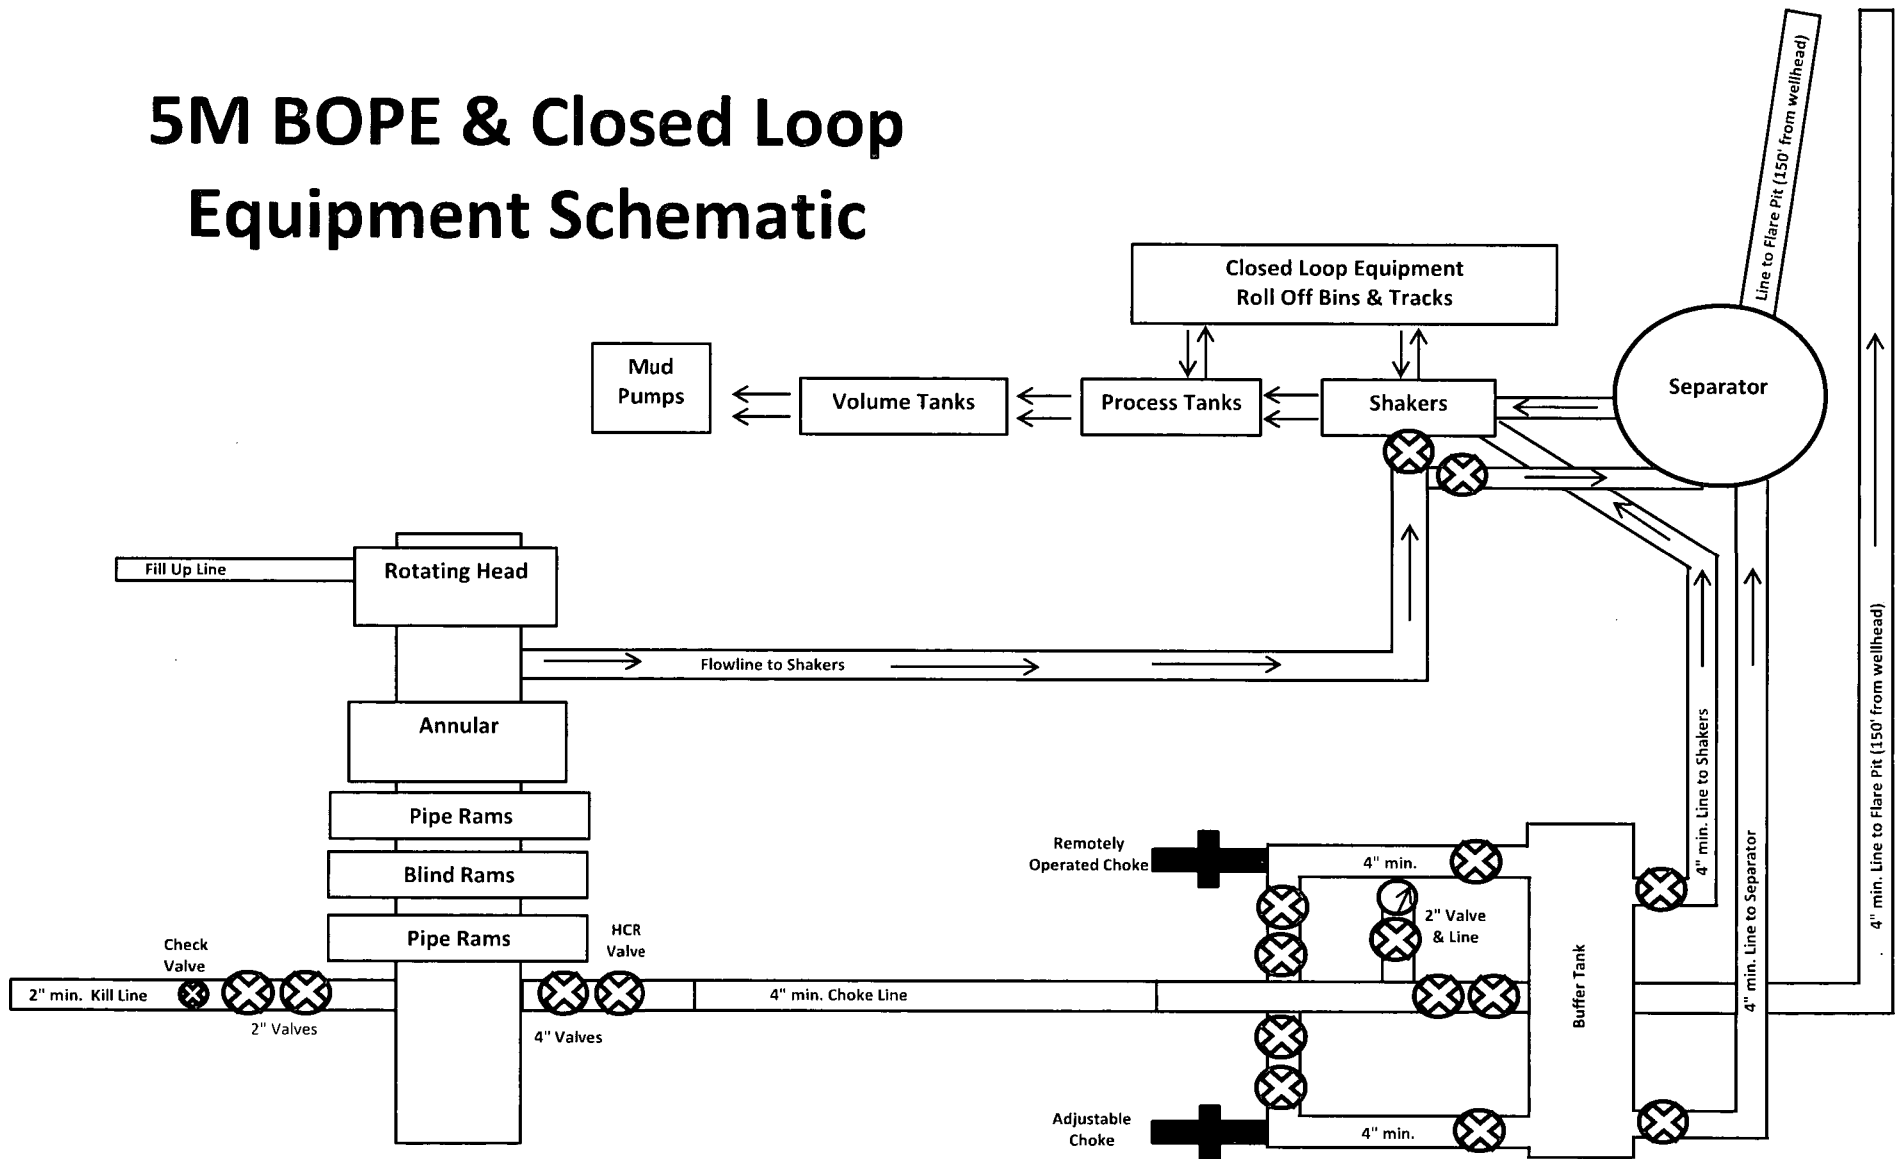 5M BOPE & Closed Loop
Equipment Schematic
Line to Flare Pit (150' from wellhead)
Closed Loop Equipment
Roll Off Bins & Tracks
Mud
Pumps
Volume Tanks
Process Tanks
Shakers
Separator
Fill Up Line
Rotating Head
Flowline to Shakers
Annular
Pipe Rams
Blind Rams
Pipe Rams
Check
Valve
HCR
Valve
2" min. Kill Line
2" Valves
4" Valves
4" min. Choke Line
Remotely
Operated Choke
4" min.
2" Valve
& Line
Adjustable
Choke
4" min.
Buffer Tank
4" min. Line to Shakers
4" min. Line to Separator
4" min. Line to Flare Pit (150' from wellhead)